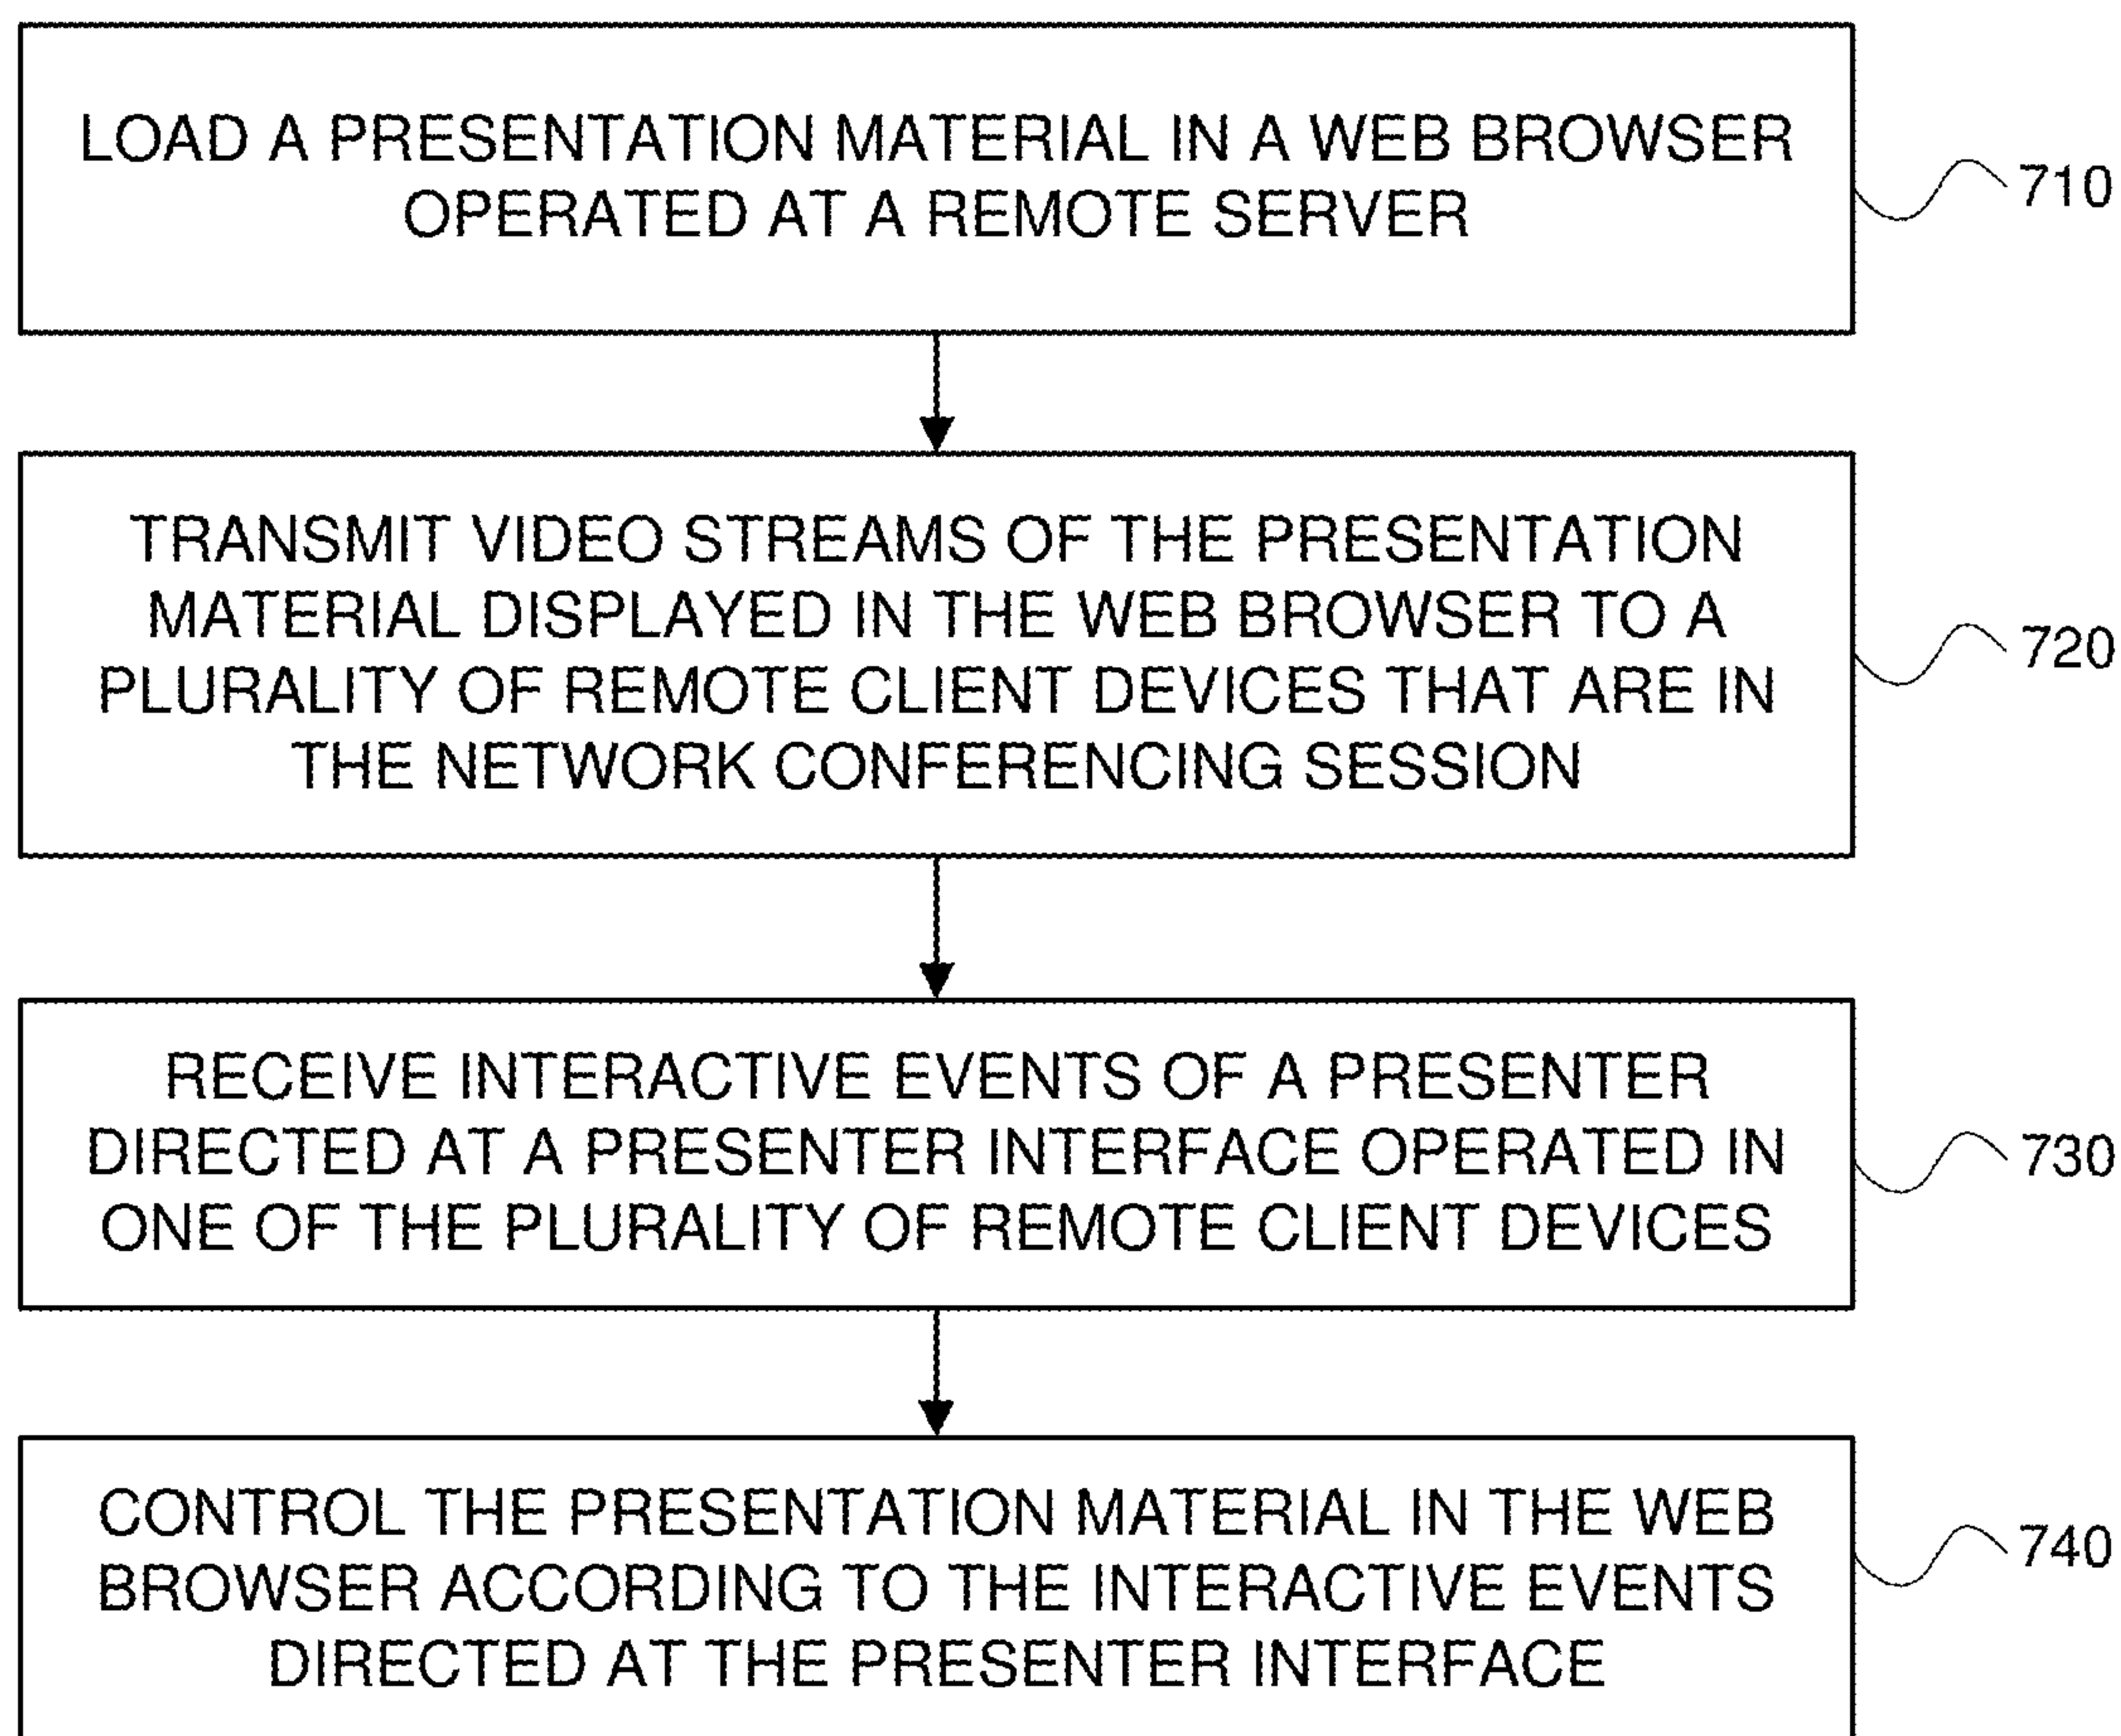 LOAD A PRESENTATION MATERIAL IN A WEB BROWSER
OPERATED AT A REMOTE SERVER
710
TRANSMIT VIDEO STREAMS OF THE PRESENTATION
MATERIAL DISPLAYED IN THE WEB BROWSER TO A
PLURALITY OF REMOTE CLIENT DEVICES THAT ARE IN
THE NETWORK CONFERENCING SESSION
720
RECEIVE INTERACTIVE EVENTS OF A PRESENTER
DIRECTED AT A PRESENTER INTERFACE OPERATED IN
ONE OF THE PLURALITY OF REMOTE CLIENT DEVICES
730
CONTROL THE PRESENTATION MATERIAL IN THE WEB
BROWSER ACCORDING TO THE INTERACTIVE EVENTS
DIRECTED AT THE PRESENTER INTERFACE
740